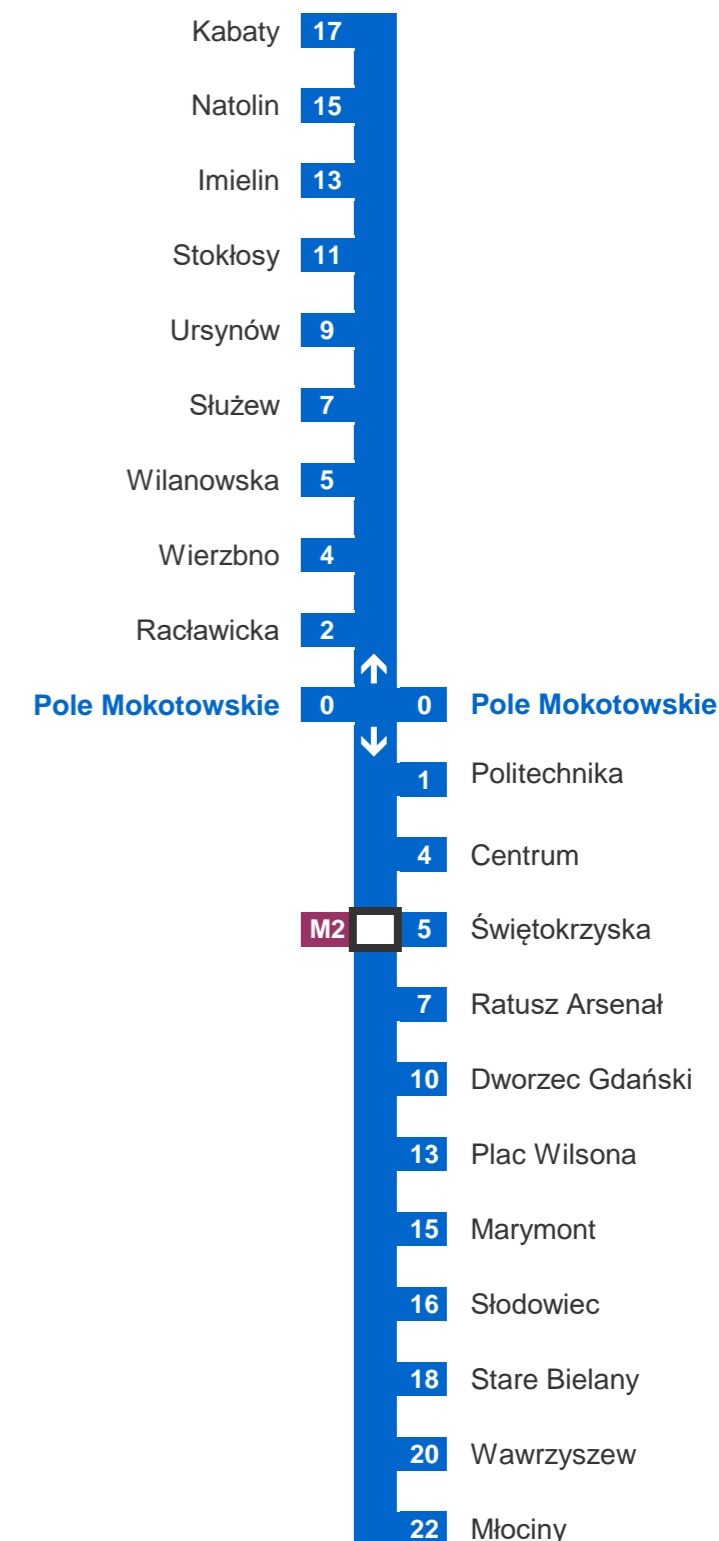 Kabaty 17
Natolin 15
Imielin 13
Stokłosy 11
Ursynów 9
Służew 7
Wilanowska 5
Wierzbno 4
Racławicka 2
Pole Mokotowskie 0 0 Pole Mokotowskie
1 Politechnika
4 Centrum
M2 5 Świętokrzyska
7 Ratusz Arsenał
10 Dworzec Gdański
13 Plac Wilsona
15 Marymont
16 Słodowiec
18 Stare Bielany
20 Wawrzyszew
22 Młociny